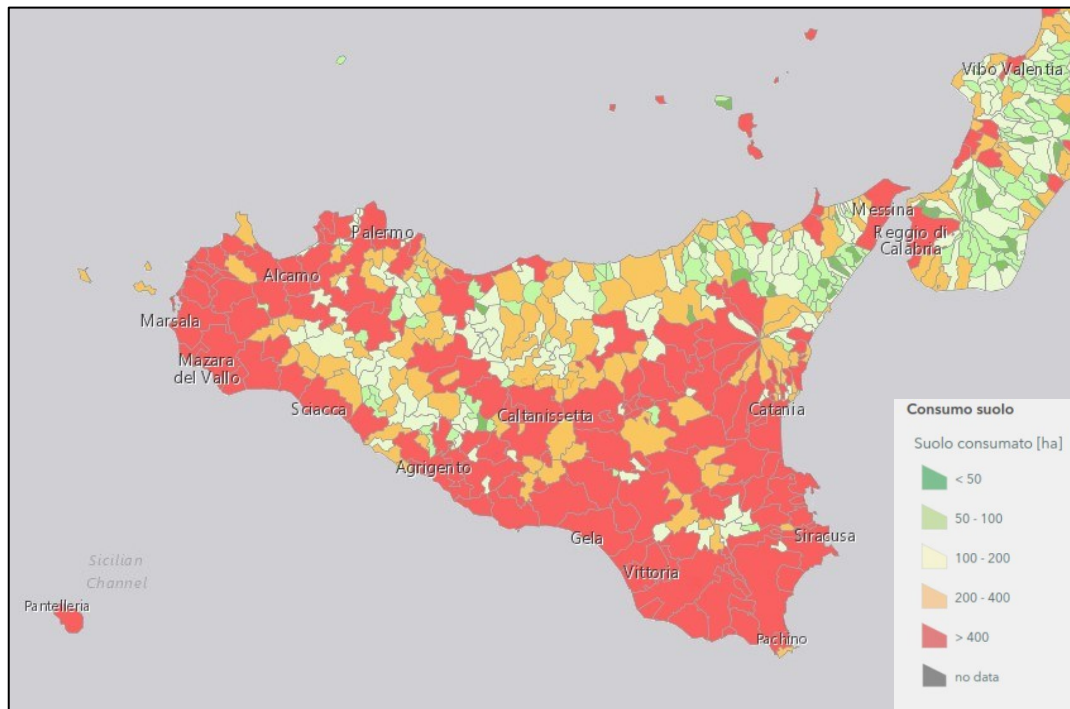 Vibo Valentia
Messina
Reggio di
Calabria
Palermo
Alcamo
Marsala
Mazara
del Vallo
Sciacca
Caltanissetta
Catania
Agrigento
Gela
Siracusa
Vittoria
Sicilian
Channel
Pantelleria
Pachino
Consumo suolo
Suolo consumato [ha]
< 50
50 - 100
100 - 200
200 - 400
> 400
no data